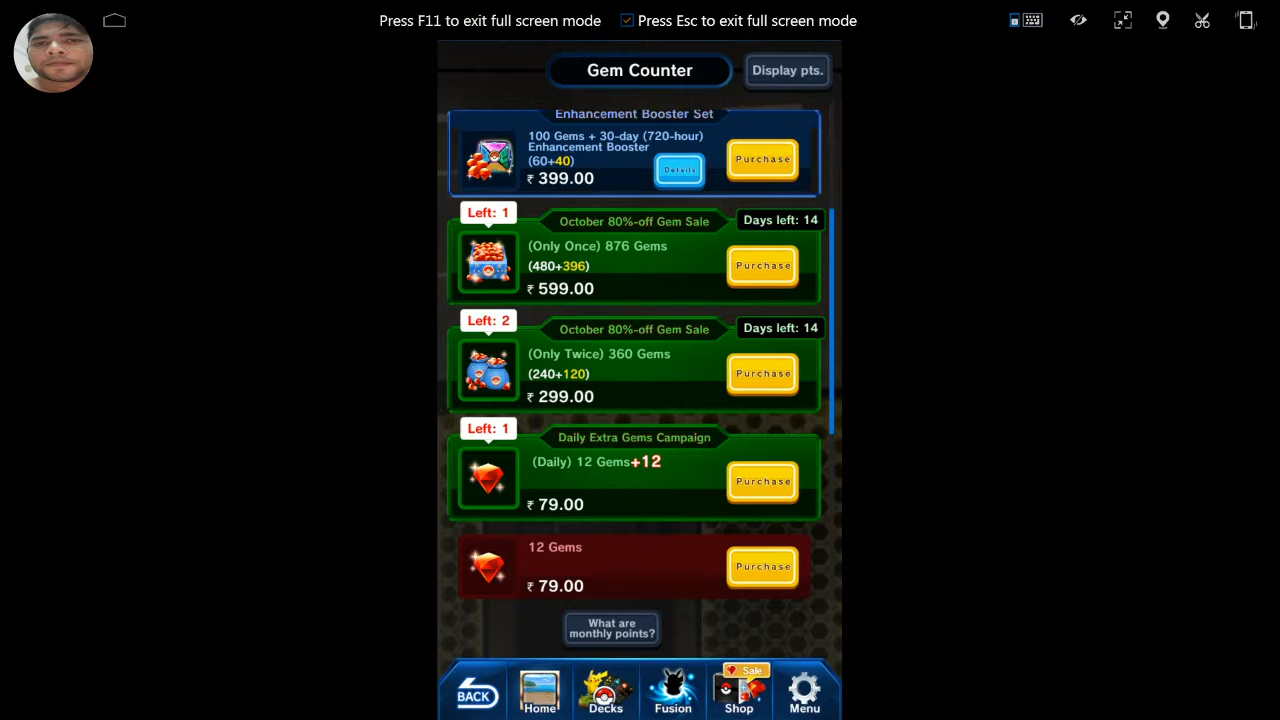 Press F11 to exit full screen mode
Press Esc to exit full screen mode
Gem Counter
Display pts.
Enhancement Booster Set
100 Gems + 30-day (720-hour)
Enhancement Booster
(60+40)
₹ 399.00
Details
Purchase
Left: 1
October 80%-off Gem Sale
Days left: 14
(Only Once) 876 Gems
(480+396)
₹ 599.00
Purchase
Left: 2
October 80%-off Gem Sale
Days left: 14
(Only Twice) 360 Gems
(240+120)
₹ 299.00
Purchase
Left: 1
Daily Extra Gems Campaign
(Daily) 12 Gems+12
₹ 79.00
Purchase
12 Gems
₹ 79.00
Purchase
What are
monthly points?
BACK
Home
Decks
Fusion
Sale
Shop
Menu